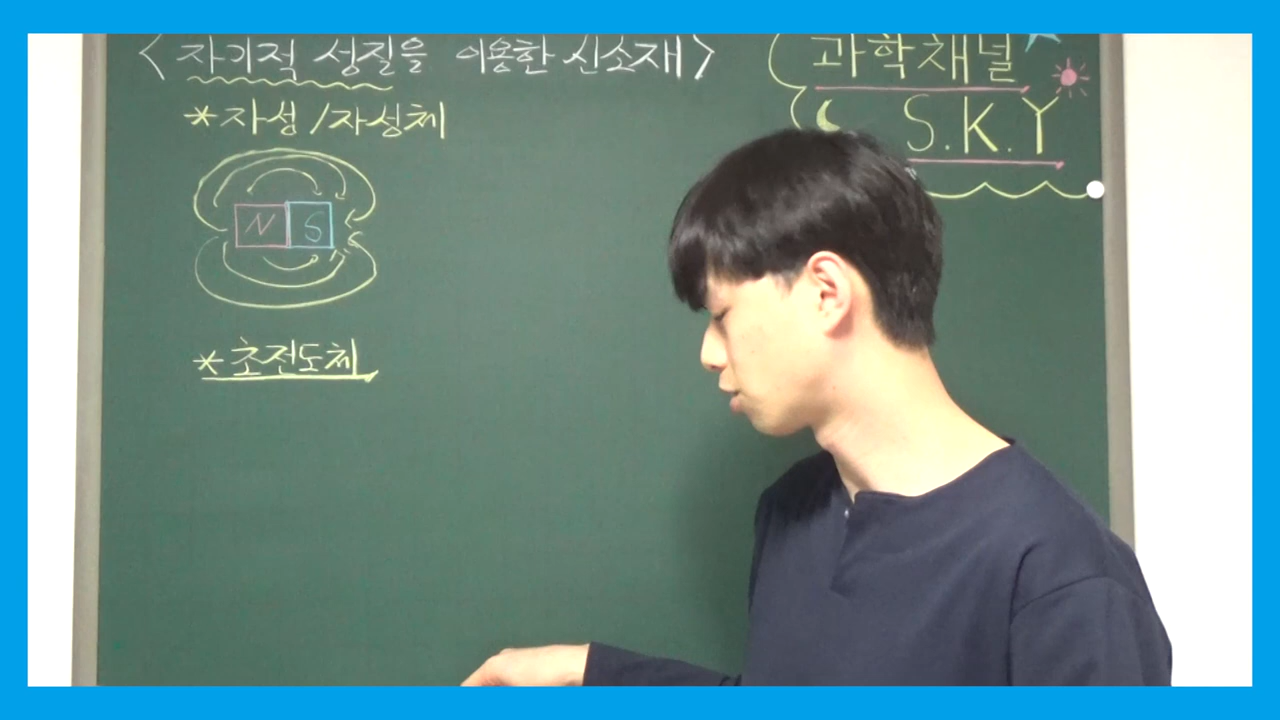 <자기적 성질을 이용한 신소재>
* 자성 / 자성체
N S
* 초전도체
과학채널
S.K.Y